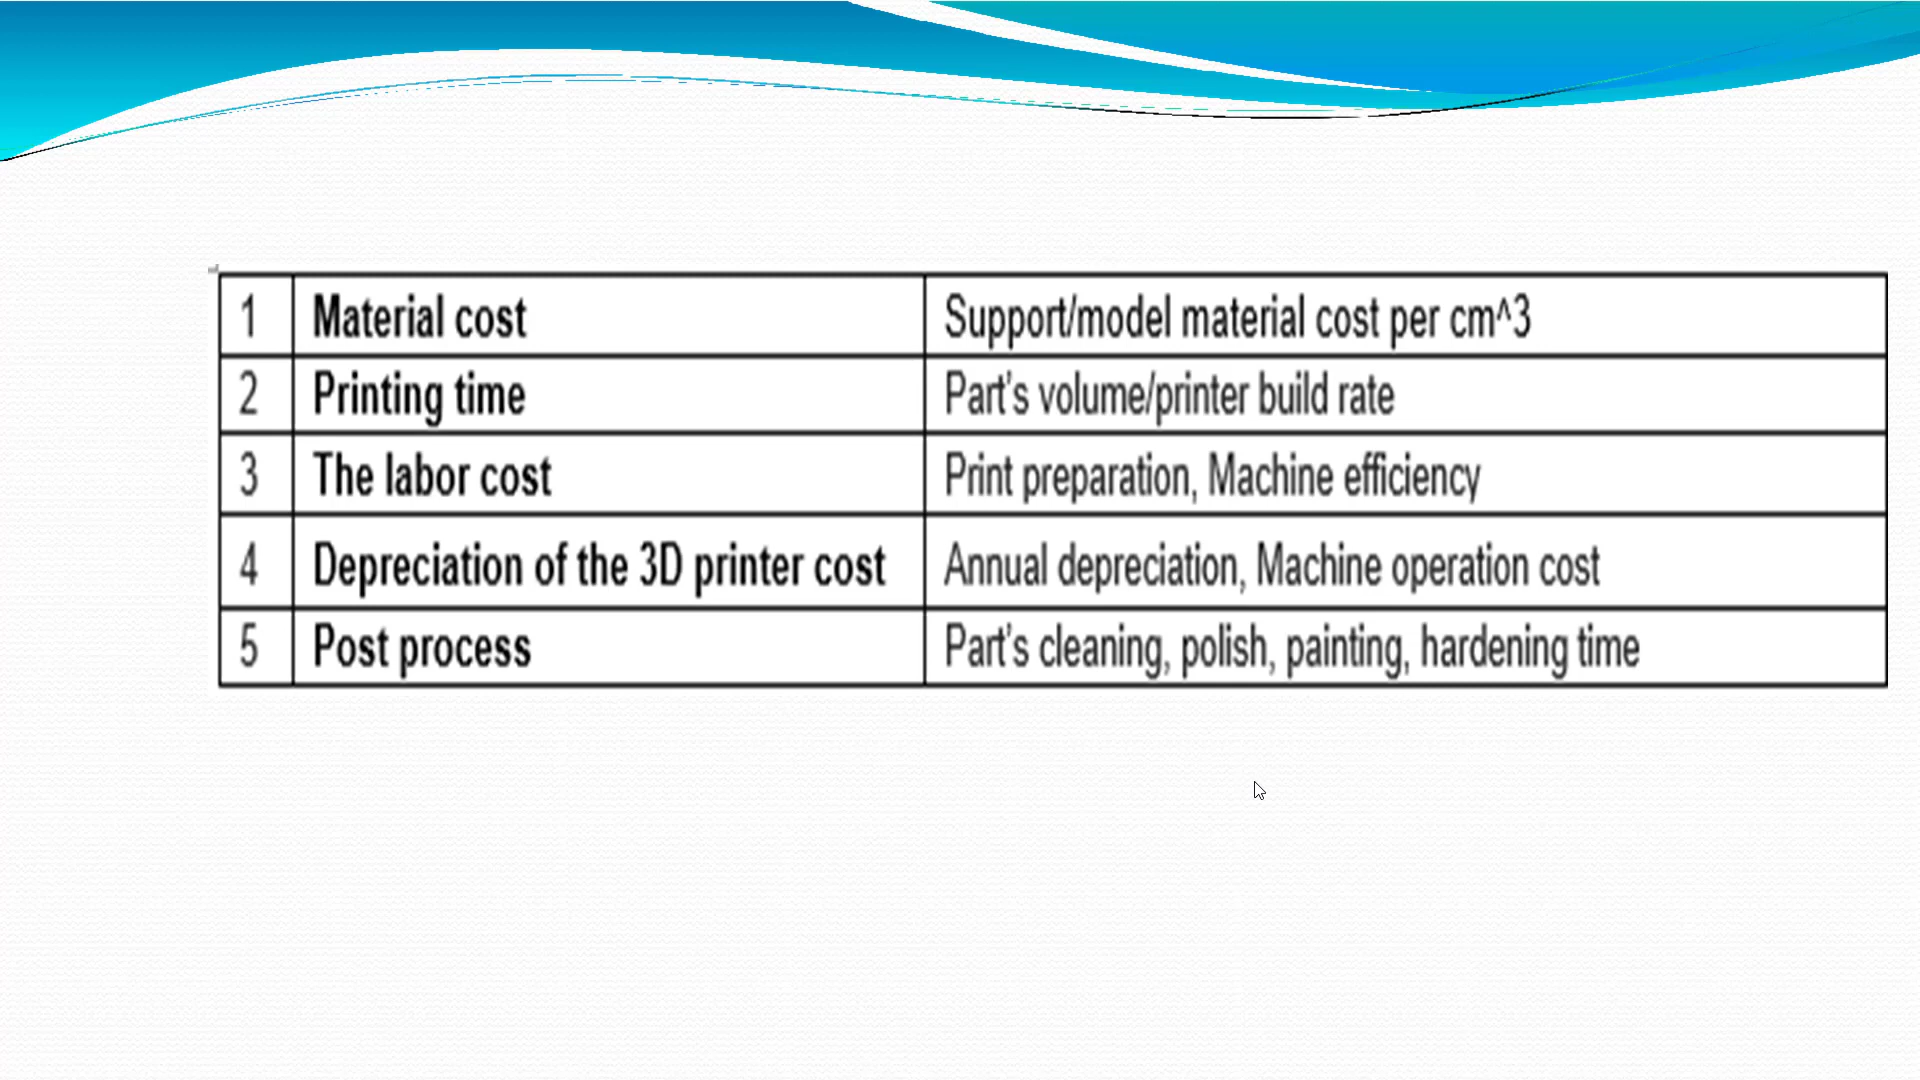 1 Material cost Support/model material cost per cm^3
2 Printing time Part's volume/printer build rate
3 The labor cost Print preparation, Machine efficiency
4 Depreciation of the 3D printer cost Annual depreciation, Machine operation cost
5 Post process Part's cleaning, polish, painting, hardening time